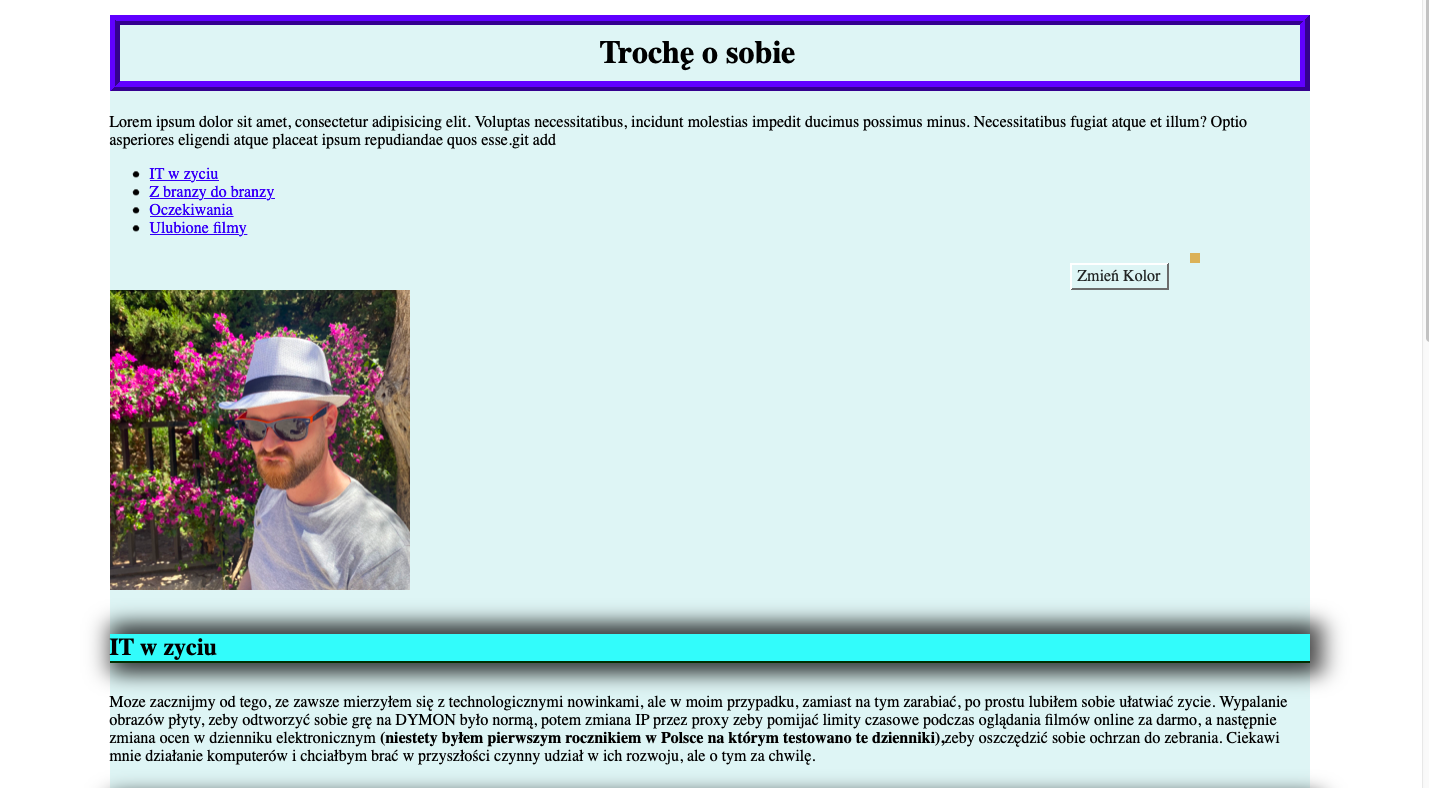 Trochę o sobie
Lorem ipsum dolor sit amet, consectetur adipisicing elit. Voluptas necessitatibus, incidunt molestias impedit ducimus possimus minus. Necessitatibus fugiat atque et illum? Optio
asperiores eligendi atque placeat ipsum repudiandae quos esse.git add
IT w zyciu
Z branzy do branzy
Oczekiwania
Ulubione filmy
Zmień Kolor
IT w zyciu
Moze zacznijmy od tego, ze zawsze mierzyłem się z technologicznymi nowinkami, ale w moim przypadku, zamiast na tym zarabiać, po prostu lubiłem sobie ułatwiać zycie. Wypalanie
obrazów płyty, zeby odtworzyć sobie grę na DYMON było normą, potem zmiana IP przez proxy zeby pomijać limity czasowe podczas oglądania filmów online za darmo, a następnie
zmiana ocen w dzienniku elektronicznym (niestety byłem pierwszym rocznikiem w Polsce na którym testowano te dzienniki),zeby oszczędzić sobie ochrzan do zebrania. Ciekawi
mnie działanie komputerów i chciałbym brać w przyszłości czynny udział w ich rozwoju, ale o tym za chwilę.